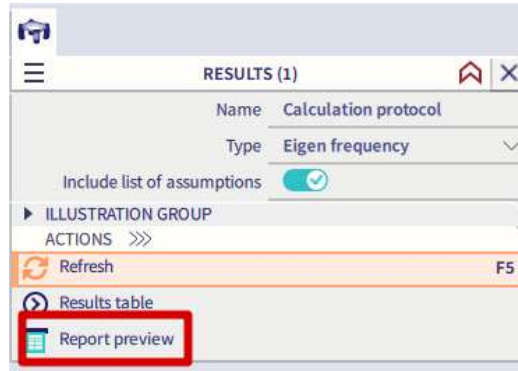 RESULTS (1)
Name Calculation protocol
Type Eigen frequency
Include list of assumptions
ILLUSTRATION GROUP
ACTIONS >>>
Refresh F5
Results table
Report preview